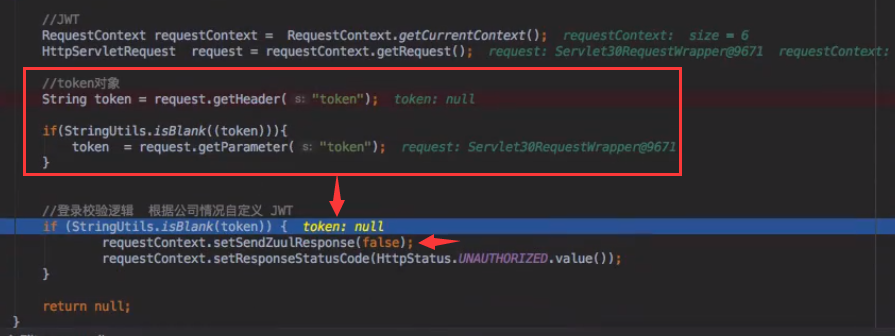 //JWT
RequestContext requestContext = RequestContext.getCurrentContext(); requestContext: size = 6
HttpServletRequest request = requestContext.getRequest(); request: Servlet30RequestWrapper@9671 requestContext:
//token对象
String token = request.getHeader( s: "token"); token: null
if(StringUtils.isBlank((token))){
token = request.getParameter( s: "token"); request: Servlet30RequestWrapper@9671
}
//登录校验逻辑 根据公司情况自定义 JWT
if (StringUtils.isBlank(token)) { token: null
requestContext.setSendZuulResponse(false);
requestContext.setResponseStatusCode(HttpStatus.UNAUTHORIZED.value());
}
return null;
}